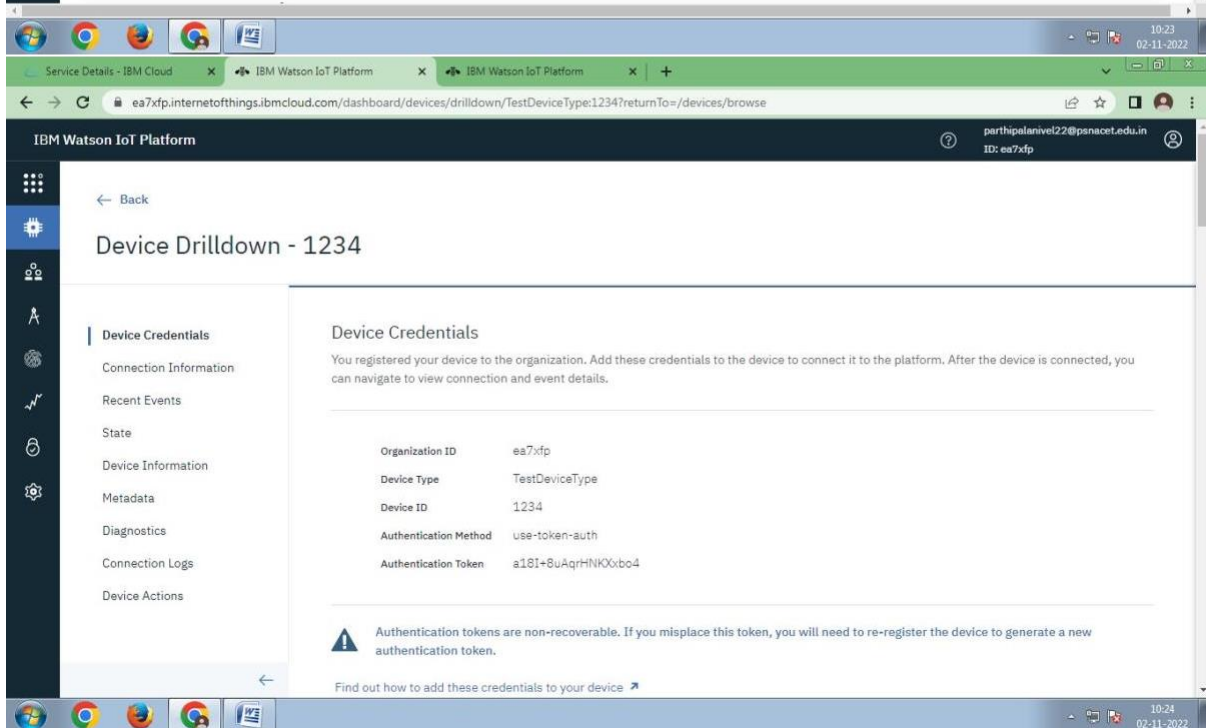 10:23
02-11-2022
Service Details - IBM Cloud
IBM Watson IoT Platform
IBM Watson IoT Platform
ea7xfp.internetofthings.ibmcloud.com/dashboard/devices/drilldown/TestDeviceType:1234?returnTo=/devices/browse
IBM Watson IoT Platform
parthipalanivel22@psnacet.edu.in
ID: ea7xfp
Back
Device Drilldown - 1234
Device Credentials
Connection Information
Recent Events
State
Device Information
Metadata
Diagnostics
Connection Logs
Device Actions
Device Credentials
You registered your device to the organization. Add these credentials to the device to connect it to the platform. After the device is connected, you
can navigate to view connection and event details.
Organization ID ea7xfp
Device Type TestDeviceType
Device ID 1234
Authentication Method use-token-auth
Authentication Token a18I+8uAqrHNKXxbo4
Authentication tokens are non-recoverable. If you misplace this token, you will need to re-register the device to generate a new
authentication token.
Find out how to add these credentials to your device
10:24
02-11-2022